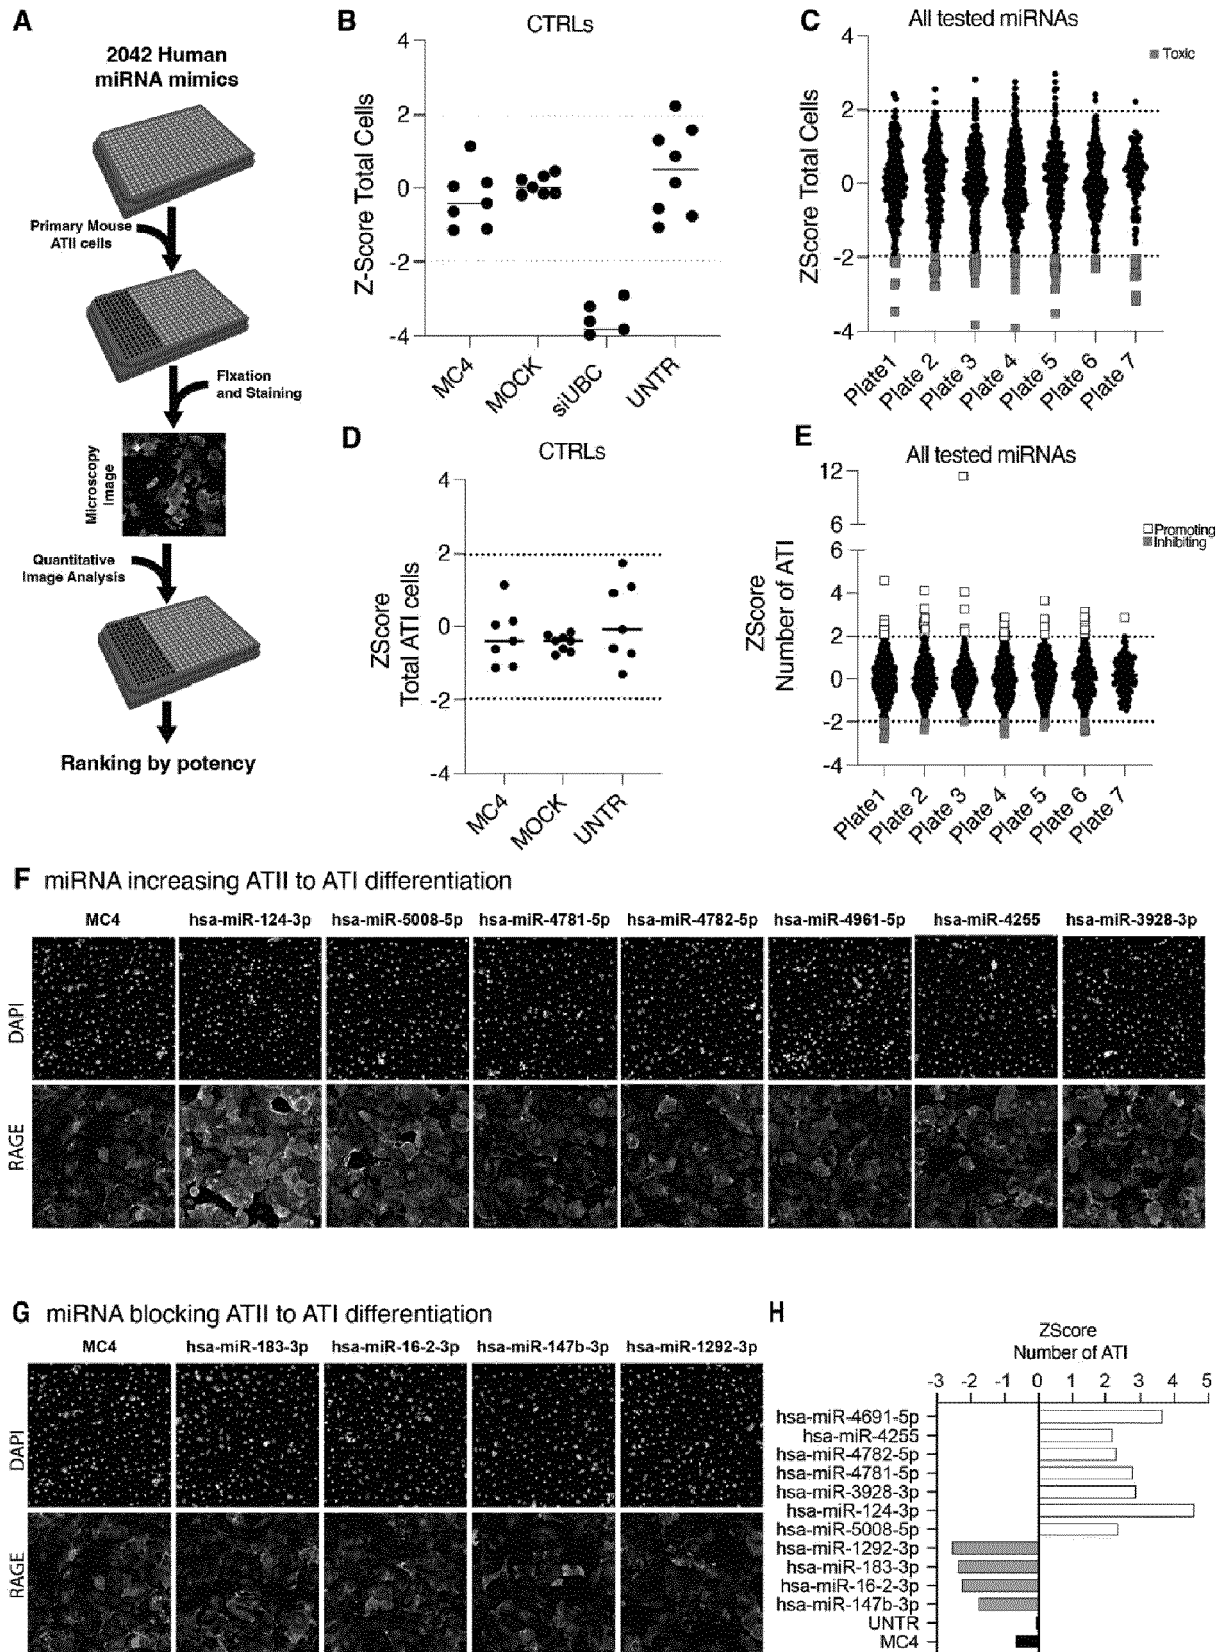 A
2042 Human
miRNA mimics
Primary Mouse
ATII cells
Fixation
and Staining
Microscopy
Image
Quantitative
Image Analysis
Ranking by potency
B
CTRLs
Z-Score Total Cells
4
2
0
-2
-4
MC4
MOCK
siUBC
UNTR
C
All tested miRNAs
Toxic
ZScore Total Cells
4
2
0
-2
-4
Plate1
Plate 2
Plate 3
Plate 4
Plate 5
Plate 6
Plate 7
D
CTRLs
ZScore
Total ATI cells
4
2
0
-2
-4
MC4
MOCK
UNTR
E
All tested miRNAs
Promoting
Inhibiting
ZScore
Number of ATI
12
6
6
4
2
0
-2
-4
Plate1
Plate 2
Plate 3
Plate 4
Plate 5
Plate 6
Plate 7
F miRNA increasing ATII to ATI differentiation
MC4 hsa-miR-124-3p hsa-miR-5008-5p hsa-miR-4781-5p hsa-miR-4782-5p hsa-miR-4961-5p hsa-miR-4255 hsa-miR-3928-3p
DAPI
RAGE
G miRNA blocking ATII to ATI differentiation
MC4 hsa-miR-183-3p hsa-miR-16-2-3p hsa-miR-147b-3p hsa-miR-1292-3p
DAPI
RAGE
H
ZScore
Number of ATI
-3 -2 -1 0 1 2 3 4 5
hsa-miR-4691-5p
hsa-miR-4255
hsa-miR-4782-5p
hsa-miR-4781-5p
hsa-miR-3928-3p
hsa-miR-124-3p
hsa-miR-5008-5p
hsa-miR-1292-3p
hsa-miR-183-3p
hsa-miR-16-2-3p
hsa-miR-147b-3p
UNTR
MC4